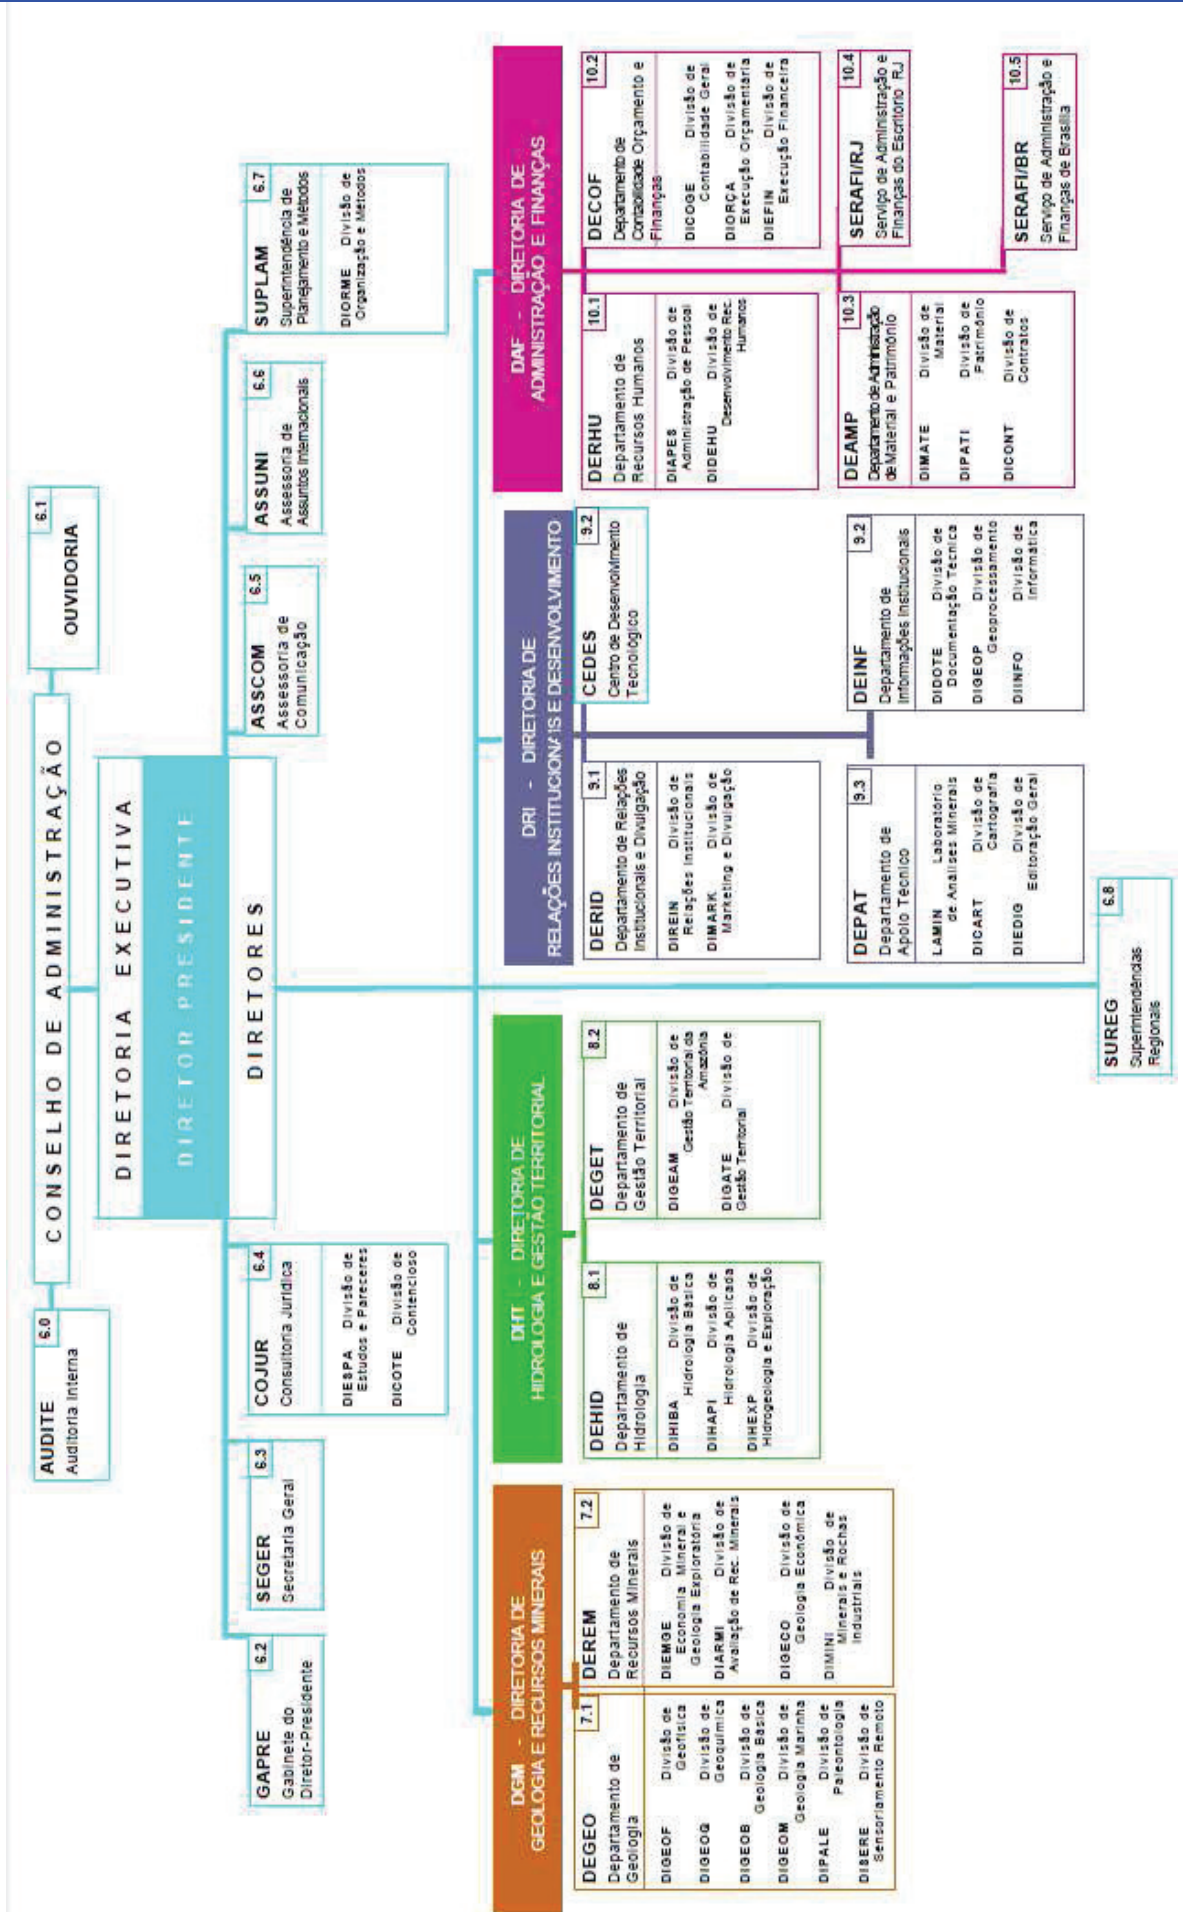 CONSELHO DE ADMINISTRAÇÃO
AUDITE
6.0
Auditoria Interna
OUVIDORIA
6.1
DIRETORIA EXECUTIVA
DIRETOR PRESIDENTE
DIRETORES
GAPRE
6.2
Gabinete do
Diretor-Presidente
SEGER
6.3
Secretaria Geral
COJUR
6.4
Consultoria Jurídica
DIESPA Divisão de
Estudos e Pareceres
DICOTE Divisão de
Contencioso
ASSCOM
6.5
Assessoria de
Comunicação
ASSUNI
6.6
Assessoria de
Assuntos Internacionais
SUPLAM
6.7
Superintendência de
Planejamento e Métodos
DIORME Divisão de
Organização e Métodos
DGM - DIRETORIA DE
GEOLOGIA E RECURSOS MINERAIS
DEGEO
7.1
Departamento de
Geologia
DIGEOF Divisão de
Geofísica
DIGEOQ Divisão de
Geoquímica
DIGEOB Divisão de
Geologia Básica
DIGEOM Divisão de
Geologia Marinha
DIPALE Divisão de
Paleontologia
DISERE Divisão de
Sensoriamento Remoto
DEREM
7.2
Departamento de
Recursos Minerais
DIEMGE Divisão de
Economia Mineral e
Geologia Exploratória
DIARMI Divisão de
Avaliação de Rec. Minerais
DIGECO Divisão de
Geologia Econômica
DIMINI Divisão de
Minerais e Rochas
Industriais
DHT - DIRETORIA DE
HIDROLOGIA E GESTÃO TERRITORIAL
DEHID
8.1
Departamento de
Hidrologia
DIHIBA Divisão de
Hidrologia Básica
DIHAPI Divisão de
Hidrologia Aplicada
DIHEXP Divisão de
Hidrogeologia e Exploração
DEGET
8.2
Departamento de
Gestão Territorial
DIGEAM Divisão de
Gestão Territorial da
Amazônia
DIGATE Divisão de
Gestão Territorial
DRI - DIRETORIA DE
RELAÇÕES INSTITUCIONAIS E DESENVOLVIMENTO
DERID
9.1
Departamento de Relações
Institucionais e Divulgação
DIREIN Divisão de
Relações Institucionais
DIMARK Divisão de
Marketing e Divulgação
CEDES
9.2
Centro de Desenvolvimento
Tecnológico
DEPAT
9.3
Departamento de
Apoio Técnico
LAMIN Laboratório
de Análises Minerais
DICART Divisão de
Cartografia
DIEDIG Divisão de
Editoração Geral
DEINF
9.2
Departamento de
Informações Institucionais
DIDOTE Divisão de
Documentação Técnica
DIGEOP Divisão de
Geoprocessamento
DIINFO Divisão de
Informática
DAF - DIRETORIA DE
ADMINISTRAÇÃO E FINANÇAS
DERHU
10.1
Departamento de
Recursos Humanos
DIAPES Divisão de
Administração de Pessoal
DIDEHU Divisão de
Desenvolvimento Rec.
Humanos
DECOF
10.2
Departamento de
Contabilidade Orçamento e
Finanças
DICOGE Divisão de
Contabilidade Geral
DIORÇA Divisão de
Execução Orçamentária
DIEFIN Divisão de
Execução Financeira
DEAMP
10.3
Departamento de Administração
de Material e Patrimônio
DIMATE Divisão de
Material
DIPATI Divisão de
Patrimônio
DICONT Divisão de
Contratos
SERAFI/RJ
10.4
Serviço de Administração e
Finanças do Escritório RJ
SERAFI/BR
10.5
Serviço de Administração e
Finanças de Brasília
SUREG
6.8
Superintendências
Regionais